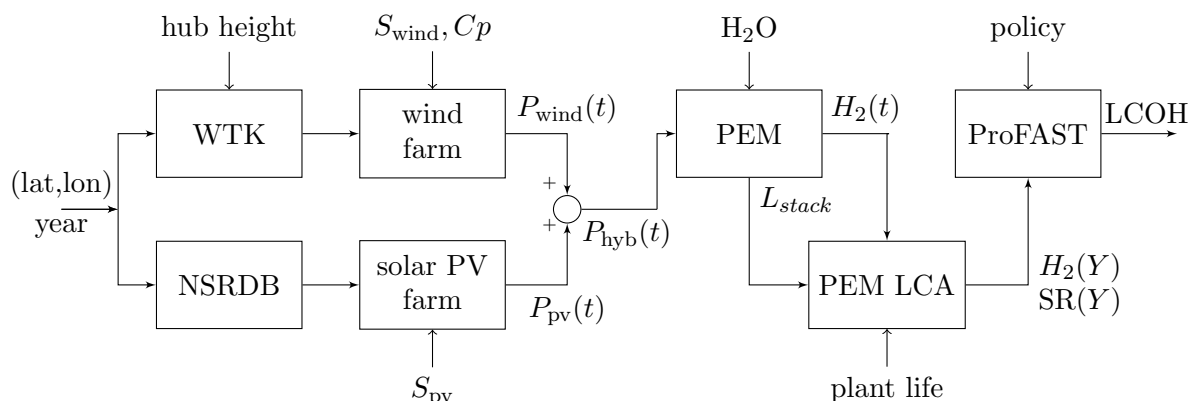 hub height
S_wind, Cp
H₂O
policy
WTK
wind
farm
P_wind(t)
PEM
H₂(t)
ProFAST
LCOH
(lat,lon)
year
+
+
P_hyb(t)
L_stack
NSRDB
solar PV
farm
P_pv(t)
PEM LCA
H₂(Y)
SR(Y)
S_pv
plant life